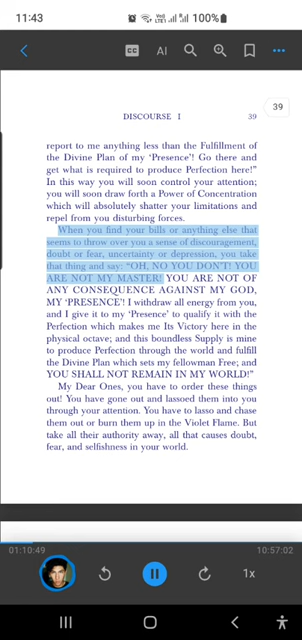 11:43
Vo)) LTE1
100%
CC AI
39
DISCOURSE I 39
report to me anything less than the Fulfillment of
the Divine Plan of my ‘Presence’! Go there and
get what is required to produce Perfection here!”
In this way you will soon control your attention;
you will soon draw forth a Power of Concentration
which will absolutely shatter your limitations and
repel from you disturbing forces.
When you find your bills or anything else that
seems to throw over you a sense of discouragement,
doubt or fear, uncertainty or depression, you take
that thing and say: “OH, NO YOU DON’T! YOU
ARE NOT MY MASTER! YOU ARE NOT OF
ANY CONSEQUENCE AGAINST MY GOD,
MY ‘PRESENCE’! I withdraw all energy from you,
and I give it to my ‘Presence’ to qualify it with the
Perfection which makes me Its Victory here in the
physical octave; and this boundless Supply is mine
to produce Perfection through the world and fulfill
the Divine Plan which sets my fellowman Free; and
YOU SHALL NOT REMAIN IN MY WORLD!”
My Dear Ones, you have to order these things
out! You have gone out and lassoed them into you
through your attention. You have to lasso and chase
them out or burn them up in the Violet Flame. But
take all their authority away, all that causes doubt,
fear, and selfishness in your world.
01:10:49 10:57:02
1x